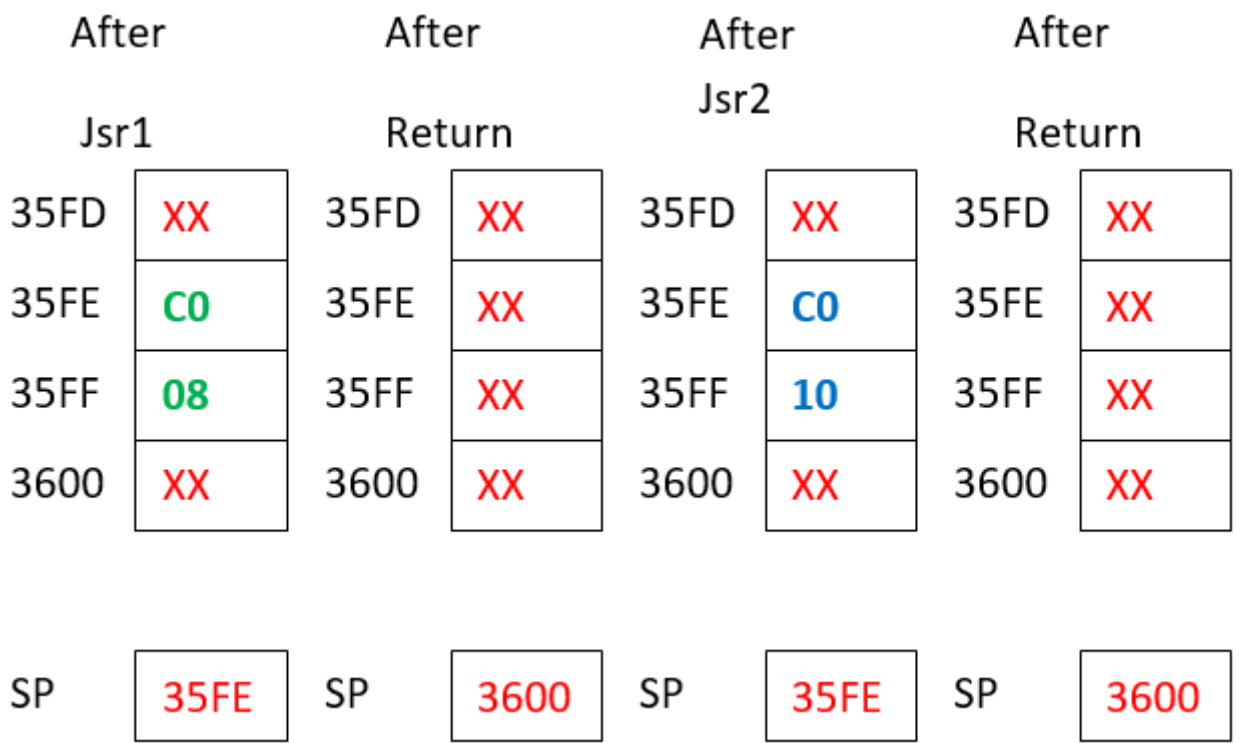 After After After After
Jsr2
Jsr1 Return Return
35FD XX 35FD XX 35FD XX 35FD XX
35FE C0 35FE XX 35FE C0 35FE XX
35FF 08 35FF XX 35FF 10 35FF XX
3600 XX 3600 XX 3600 XX 3600 XX
SP 35FE SP 3600 SP 35FE SP 3600